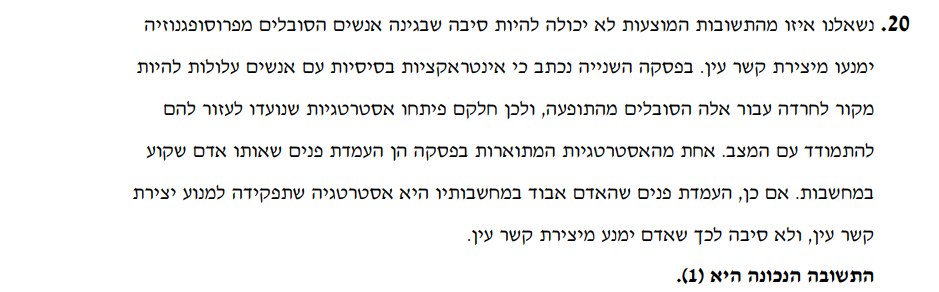 20. נשאלנו איזו מהתשובות המוצעות לא יכולה להיות סיבה שבגינה אנשים הסובלים מפרוסופגנוזיה
ימנעו מיצירת קשר עין. בפסקה השנייה נכתב כי אינטראקציות בסיסיות עם אנשים עלולות להיות
מקור לחרדה עבור אלה הסובלים מהתופעה, ולכן חלקם פיתחו אסטרטגיות שנועדו לעזור להם
להתמודד עם המצב. אחת מהאסטרטגיות המתוארות בפסקה הן העמדת פנים שאותו אדם שקוע
במחשבות. אם כן, העמדת פנים שהאדם אבוד במחשבותיו היא אסטרטגיה שתפקידה למנוע יצירת
קשר עין, ולא סיבה לכך שאדם ימנע מיצירת קשר עין.
התשובה הנכונה היא (1).